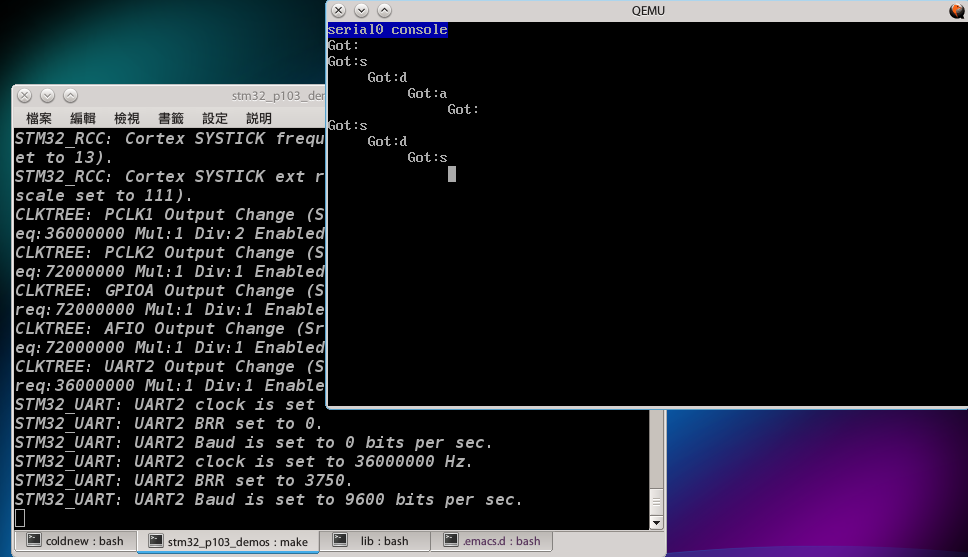 QEMU
serial0 console
Got:
Got:s
Got:d
Got:a
Got:
Got:s
Got:d
Got:s
stm32_p103_de
檔案 編輯 檢視 書籤 設定 說明
STM32_RCC: Cortex SYSTICK frequ
et to 13).
STM32_RCC: Cortex SYSTICK ext r
scale set to 111).
CLKTREE: PCLK1 Output Change (S
eq:36000000 Mul:1 Div:2 Enabled
CLKTREE: PCLK2 Output Change (S
eq:72000000 Mul:1 Div:1 Enabled
CLKTREE: GPIOA Output Change (S
req:72000000 Mul:1 Div:1 Enable
CLKTREE: AFIO Output Change (Sr
eq:72000000 Mul:1 Div:1 Enabled
CLKTREE: UART2 Output Change (S
req:36000000 Mul:1 Div:1 Enable
STM32_UART: UART2 clock is set
STM32_UART: UART2 BRR set to 0.
STM32_UART: UART2 Baud is set to 0 bits per sec.
STM32_UART: UART2 clock is set to 36000000 Hz.
STM32_UART: UART2 BRR set to 3750.
STM32_UART: UART2 Baud is set to 9600 bits per sec.
coldnew : bash stm32_p103_demos : make lib : bash .emacs.d : bash